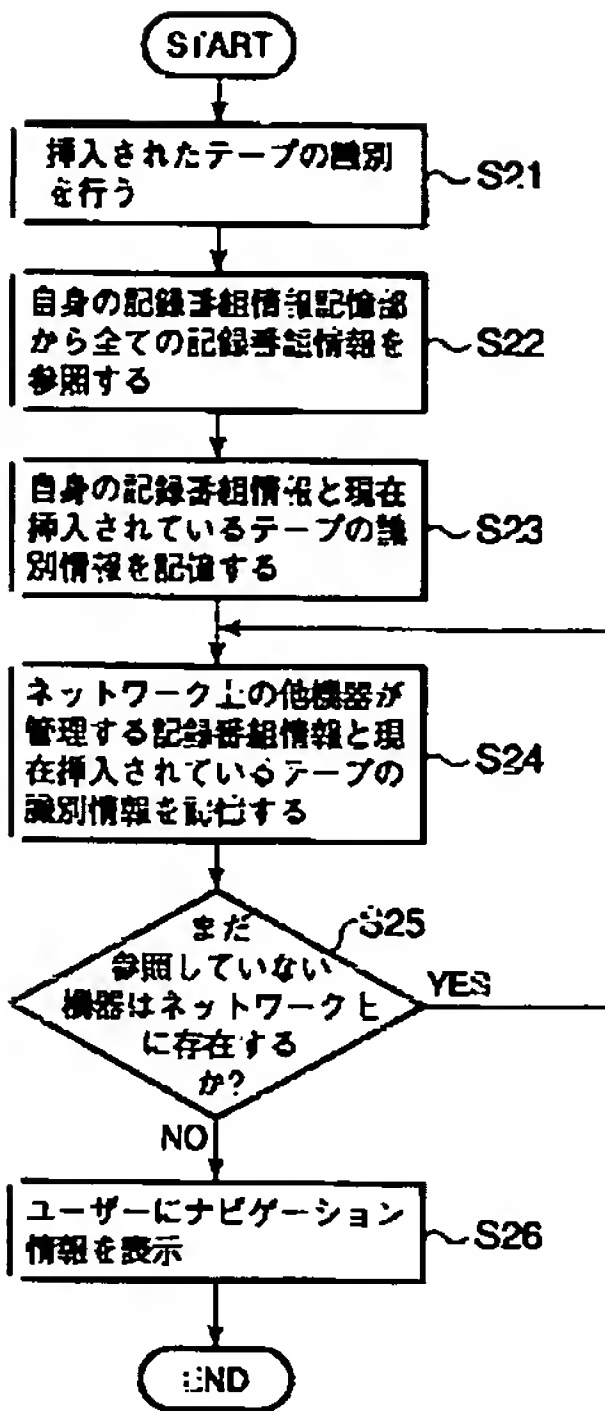 START
挿入されたテープの識別
を行う
S21
自身の記録番組情報記憶部
から全ての記録番組情報を
参照する
S22
自身の記録番組情報と現在
挿入されているテープの識
別情報を記憶する
S23
ネットワーク上の他機器が
管理する記録番組情報と現
在挿入されているテープの
識別情報を記憶する
S24
まだ
参照していない
機器はネットワーク上
に存在する
か?
S25
YES
NO
ユーザーにナビゲーション
情報を表示
S26
END